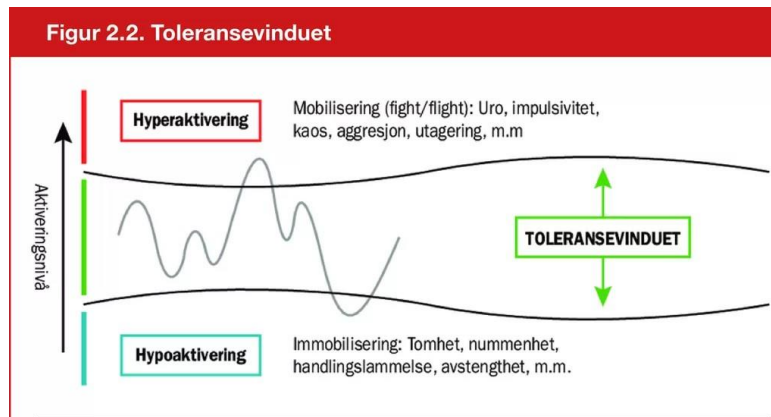 Figur 2.2. Toleransevinduet
Hyperaktivering
Mobilisering (fight/flight): Uro, impulsivitet,
kaos, aggresjon, utagering, m.m
Aktiveringsnivå
TOLERANSEVINDUET
Hypoaktivering
Immobilisering: Tomhet, nummenhet,
handlingslammelse, avstengthet, m.m.